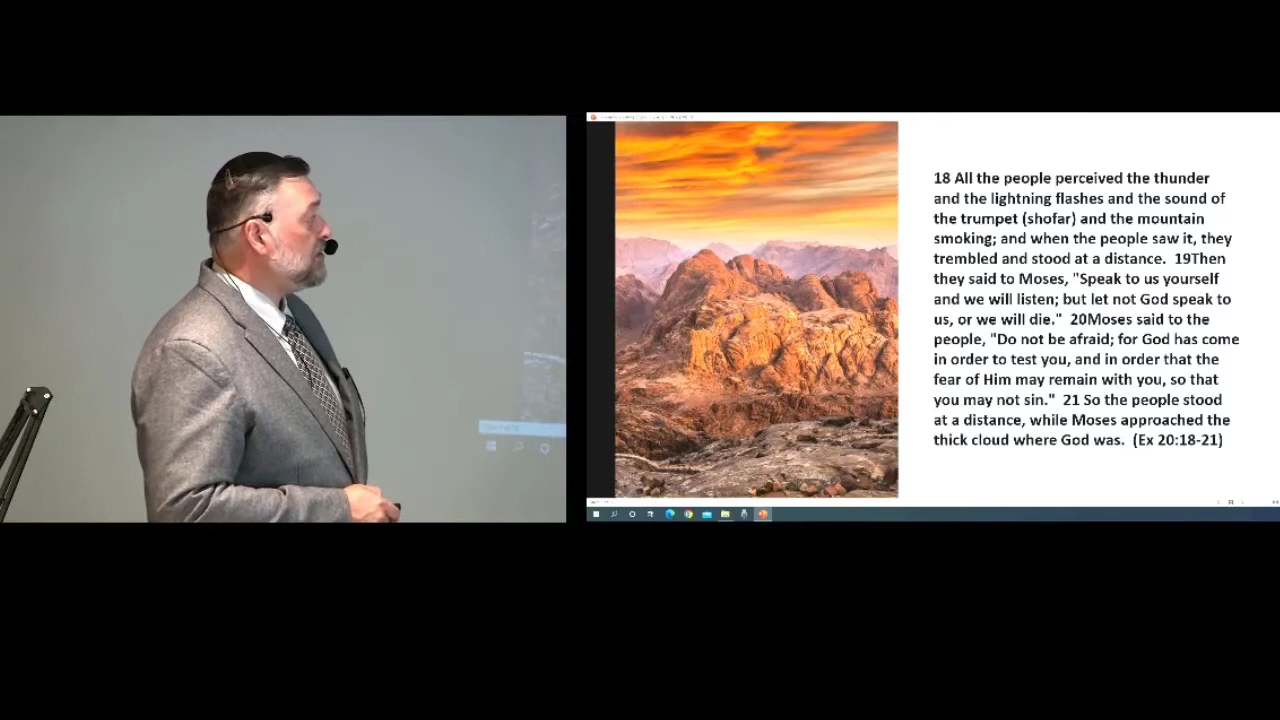 18 All the people perceived the thunder
and the lightning flashes and the sound of
the trumpet (shofar) and the mountain
smoking; and when the people saw it, they
trembled and stood at a distance.  19Then
they said to Moses, "Speak to us yourself
and we will listen; but let not God speak to
us, or we will die."  20Moses said to the
people, "Do not be afraid; for God has come
in order to test you, and in order that the
fear of Him may remain with you, so that
you may not sin."  21 So the people stood
at a distance, while Moses approached the
thick cloud where God was.  (Ex 20:18-21)